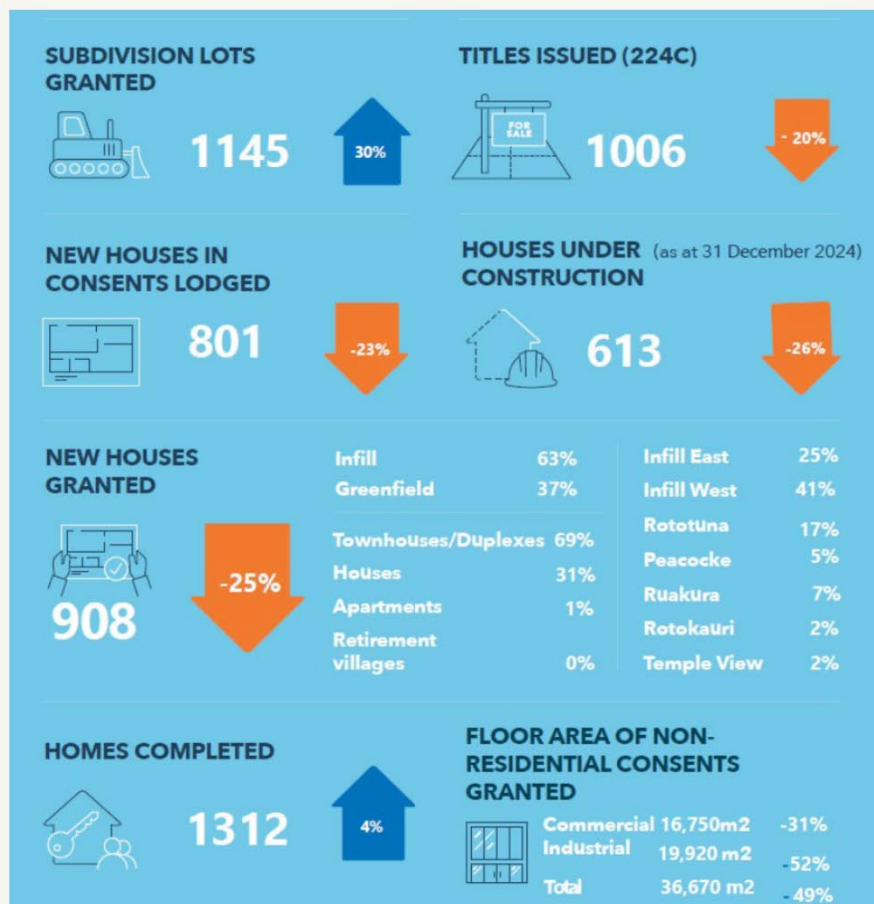 SUBDIVISION LOTS
GRANTED
1145
30%
TITLES ISSUED (224C)
FOR
SALE
1006
- 20%
NEW HOUSES IN
CONSENTS LODGED
801
-23%
HOUSES UNDER (as at 31 December 2024)
CONSTRUCTION
613
-26%
NEW HOUSES
GRANTED
908
-25%
Infill 63%
Greenfield 37%
Townhouses/Duplexes 69%
Houses 31%
Apartments 1%
Retirement
villages 0%
Infill East 25%
Infill West 41%
Rototuna 17%
Peacocke 5%
Ruakura 7%
Rotokauri 2%
Temple View 2%
HOMES COMPLETED
1312
4%
FLOOR AREA OF NON-
RESIDENTIAL CONSENTS
GRANTED
Commercial 16,750m2 -31%
Industrial 19,920 m2 -52%
Total 36,670 m2 - 49%